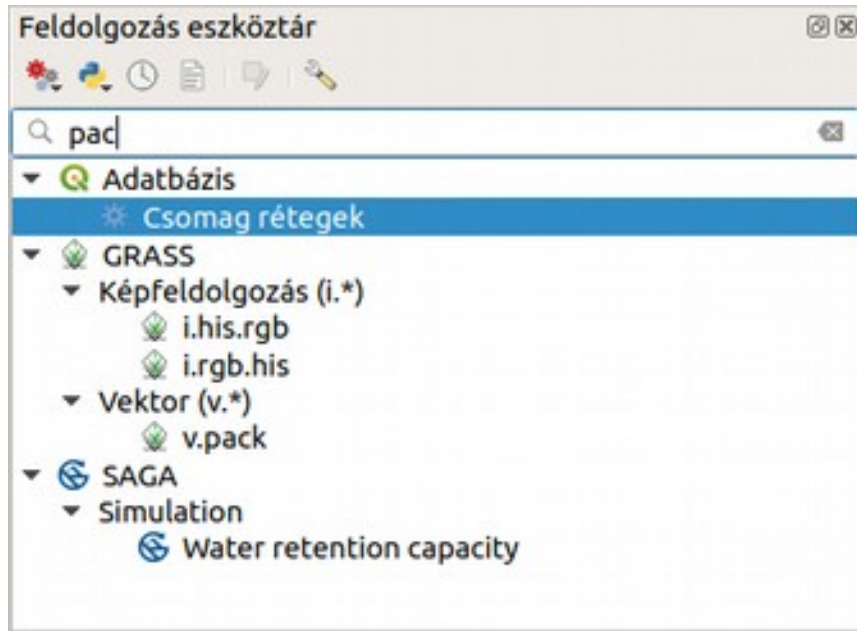 Feldolgozás eszköztár
pac
Adatbázis
Csomag rétegek
GRASS
Képfeldolgozás (i.*)
i.his.rgb
i.rgb.his
Vektor (v.*)
v.pack
SAGA
Simulation
Water retention capacity